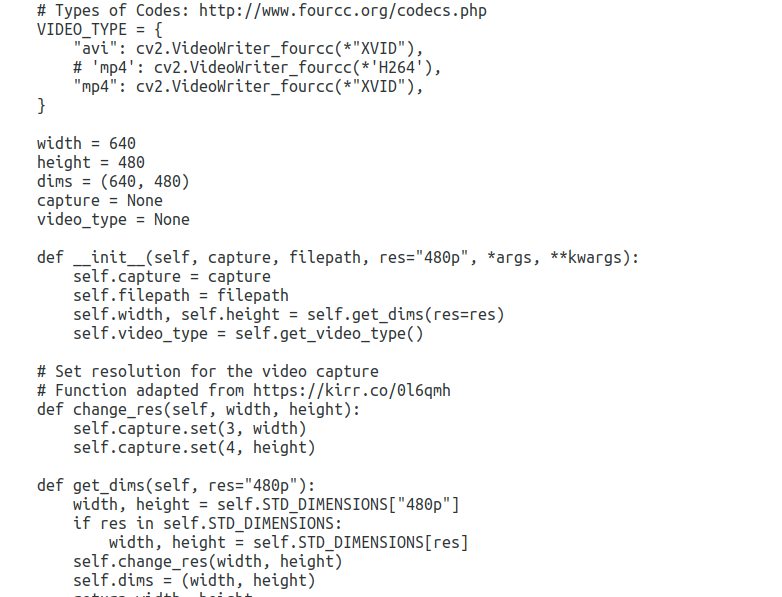 # Types of Codes: http://www.fourcc.org/codecs.php
VIDEO_TYPE = {
    "avi": cv2.VideoWriter_fourcc(*"XVID"),
    # 'mp4': cv2.VideoWriter_fourcc(*'H264'),
    "mp4": cv2.VideoWriter_fourcc(*"XVID"),
}

width = 640
height = 480
dims = (640, 480)
capture = None
video_type = None

def __init__(self, capture, filepath, res="480p", *args, **kwargs):
    self.capture = capture
    self.filepath = filepath
    self.width, self.height = self.get_dims(res=res)
    self.video_type = self.get_video_type()

# Set resolution for the video capture
# Function adapted from https://kirr.co/0l6qmh
def change_res(self, width, height):
    self.capture.set(3, width)
    self.capture.set(4, height)

def get_dims(self, res="480p"):
    width, height = self.STD_DIMENSIONS["480p"]
    if res in self.STD_DIMENSIONS:
        width, height = self.STD_DIMENSIONS[res]
    self.change_res(width, height)
    self.dims = (width, height)
    return width, height